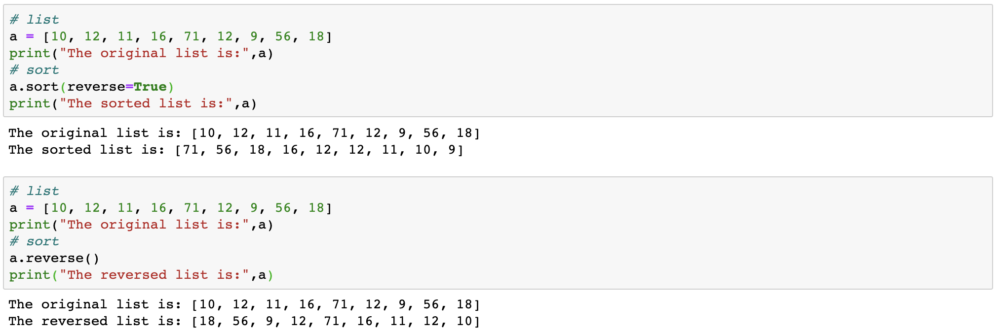 # list
a = [10, 12, 11, 16, 71, 12, 9, 56, 18]
print("The original list is:",a)
# sort
a.sort(reverse=True)
print("The sorted list is:",a)
The original list is: [10, 12, 11, 16, 71, 12, 9, 56, 18]
The sorted list is: [71, 56, 18, 16, 12, 12, 11, 10, 9]
# list
a = [10, 12, 11, 16, 71, 12, 9, 56, 18]
print("The original list is:",a)
# sort
a.reverse()
print("The reversed list is:",a)
The original list is: [10, 12, 11, 16, 71, 12, 9, 56, 18]
The reversed list is: [18, 56, 9, 12, 71, 16, 11, 12, 10]